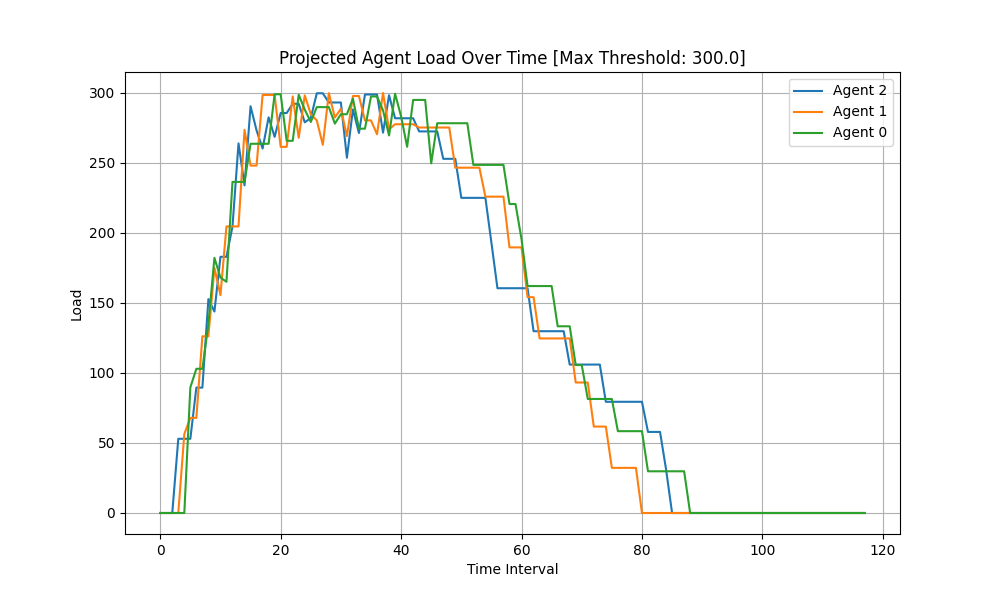 Projected Agent Load Over Time [Max Threshold: 300.0]
Agent 2
Agent 1
Agent 0
Load
300
250
200
150
100
50
0
0 20 40 60 80 100 120
Time Interval